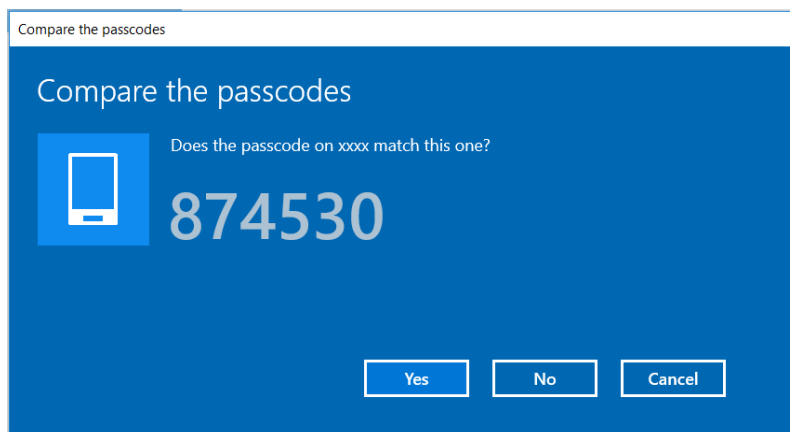 Compare the passcodes
Compare the passcodes
Does the passcode on xxxx match this one?
874530
Yes No Cancel